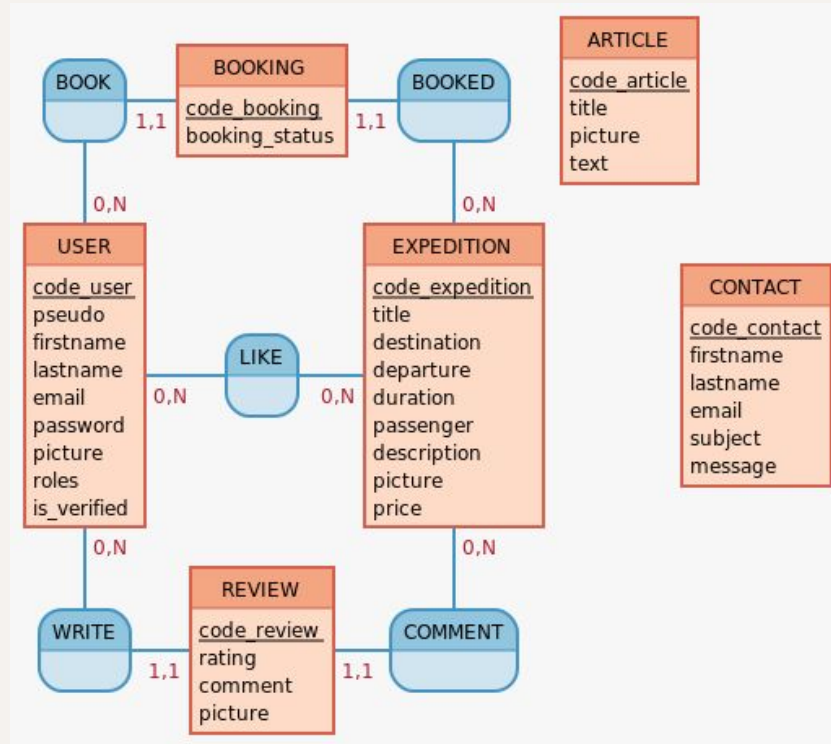 BOOK
BOOKING
code_booking
booking_status
BOOKED
1,1
1,1
0,N
0,N
ARTICLE
code_article
title
picture
text
USER
code_user
pseudo
firstname
lastname
email
password
picture
roles
is_verified
LIKE
0,N
0,N
EXPEDITION
code_expedition
title
destination
departure
duration
passenger
description
picture
price
CONTACT
code_contact
firstname
lastname
email
subject
message
0,N
0,N
WRITE
1,1
REVIEW
code_review
rating
comment
picture
1,1
COMMENT